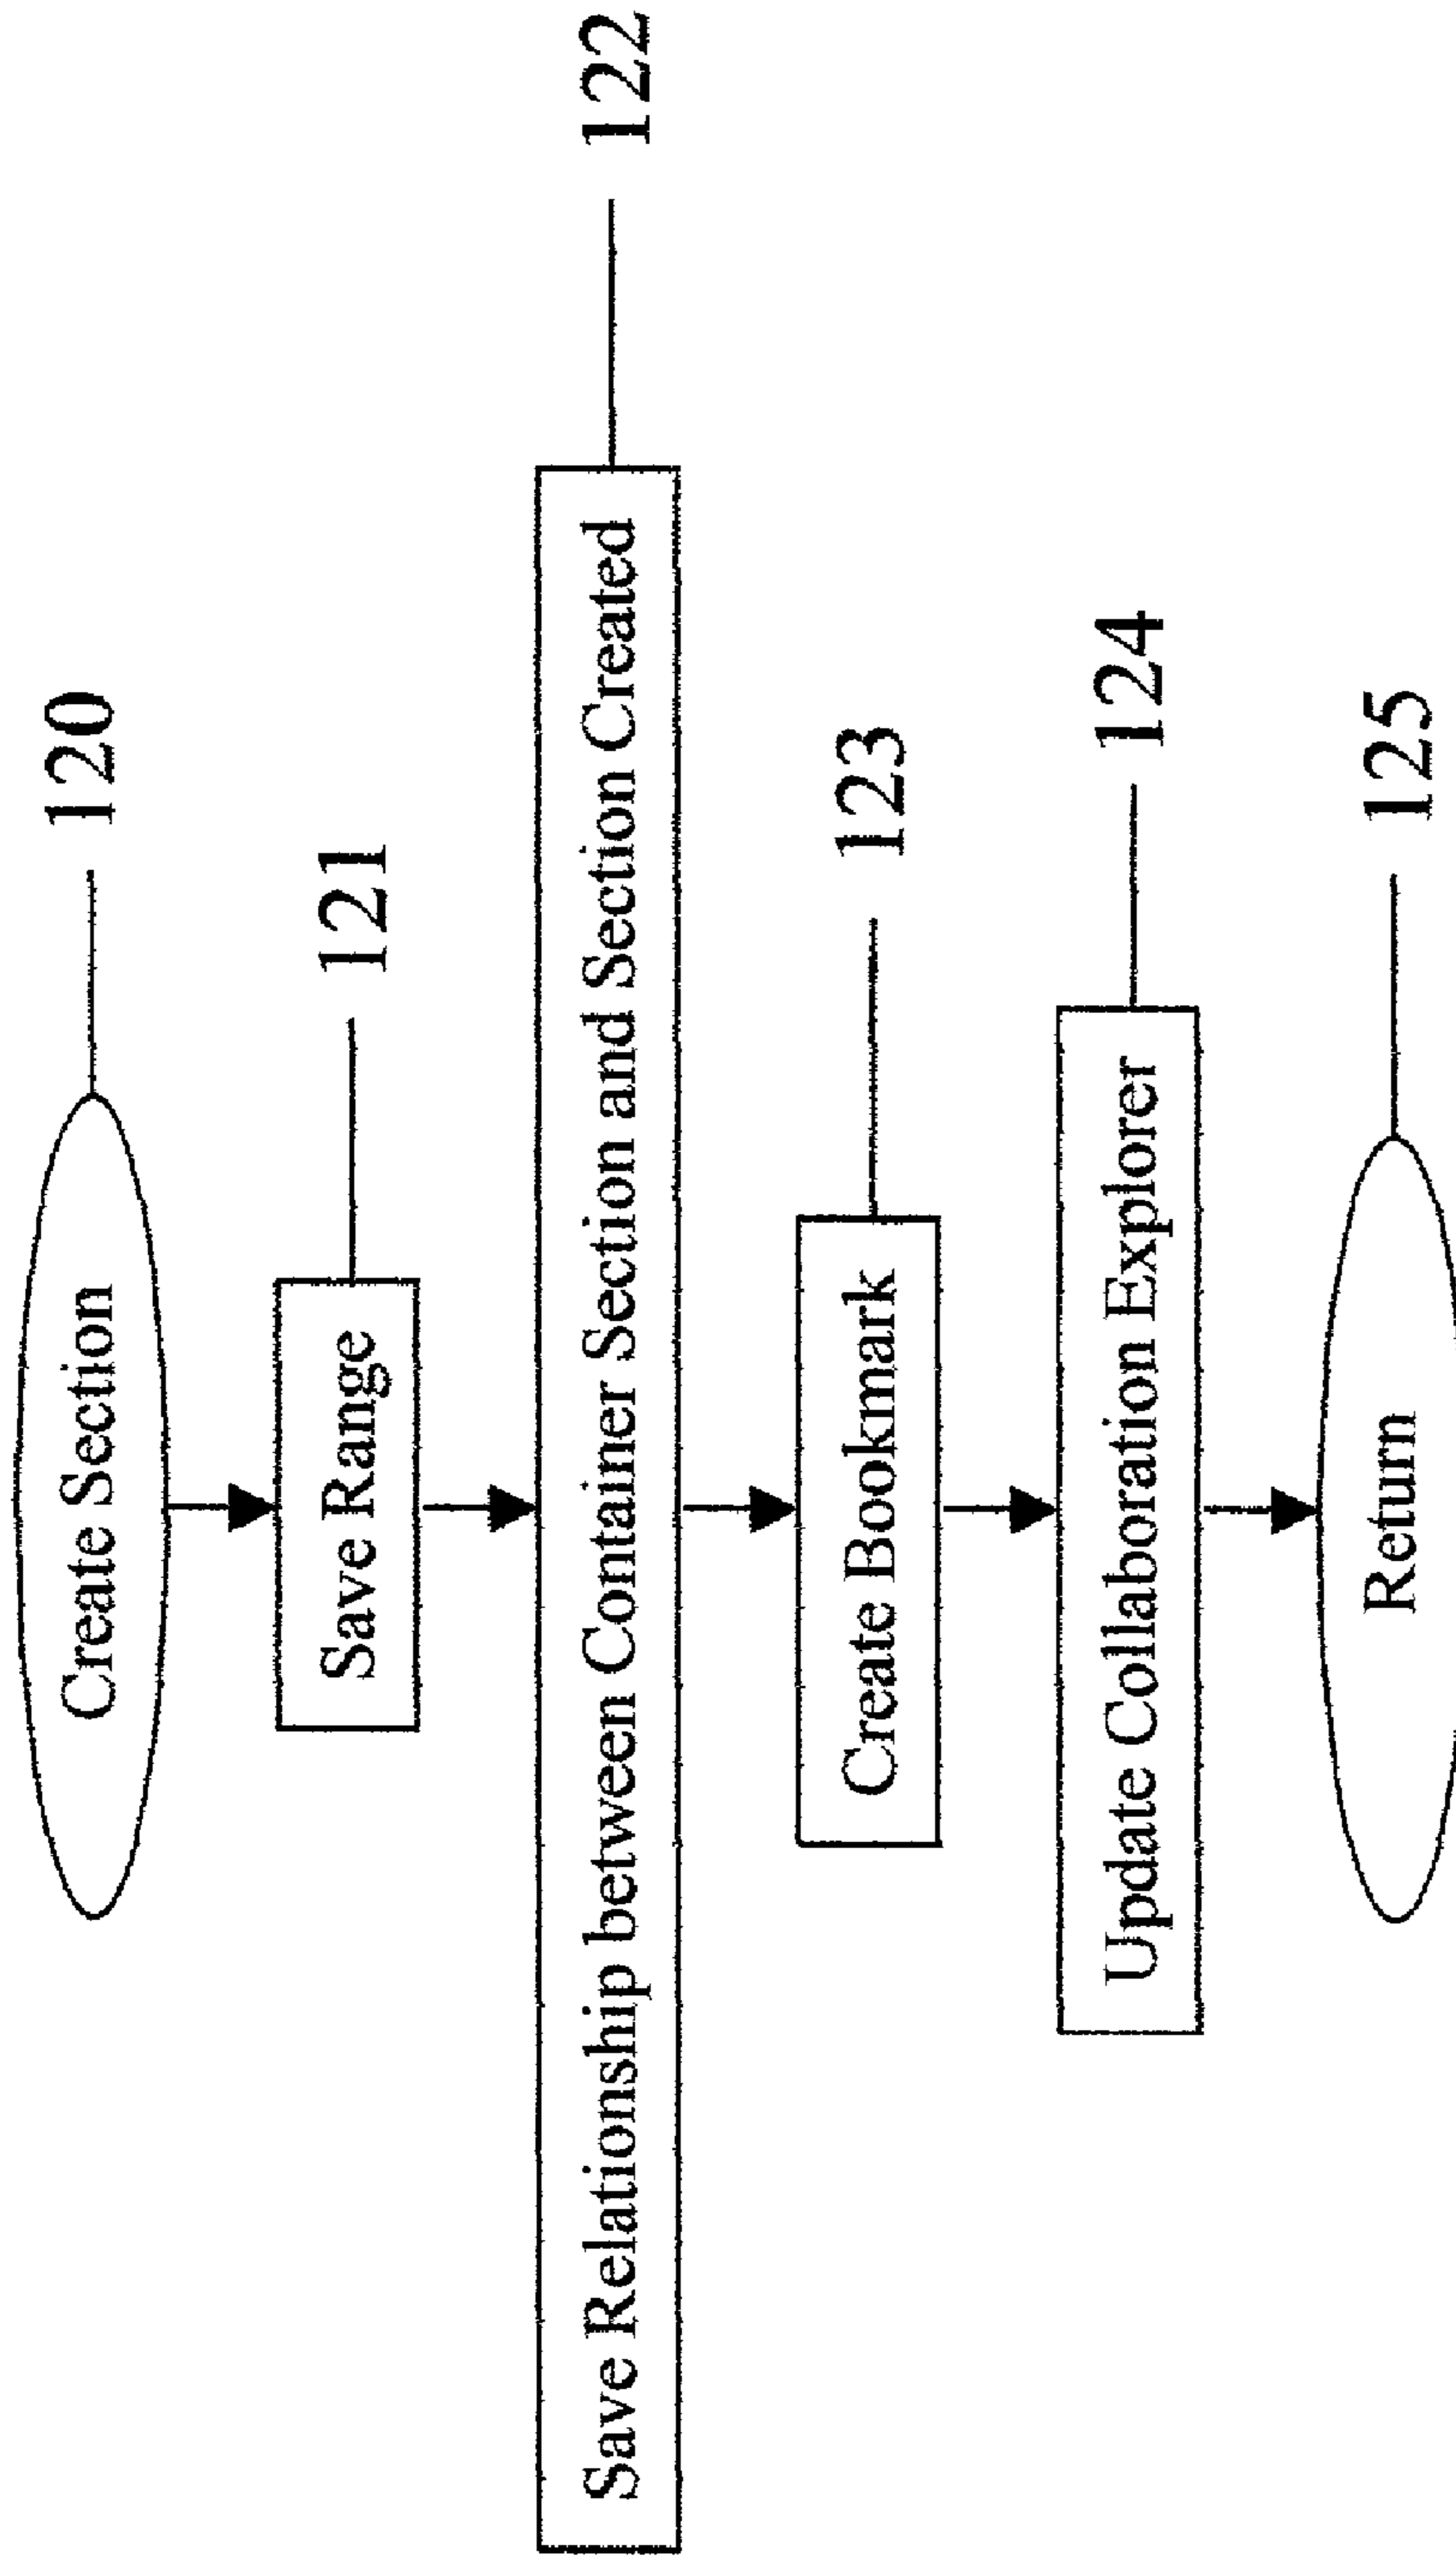 Create Section
120
Save Range
121
Save Relationship between Container Section and Section Created
122
Create Bookmark
123
Update Collaboration Explorer
124
Return
125